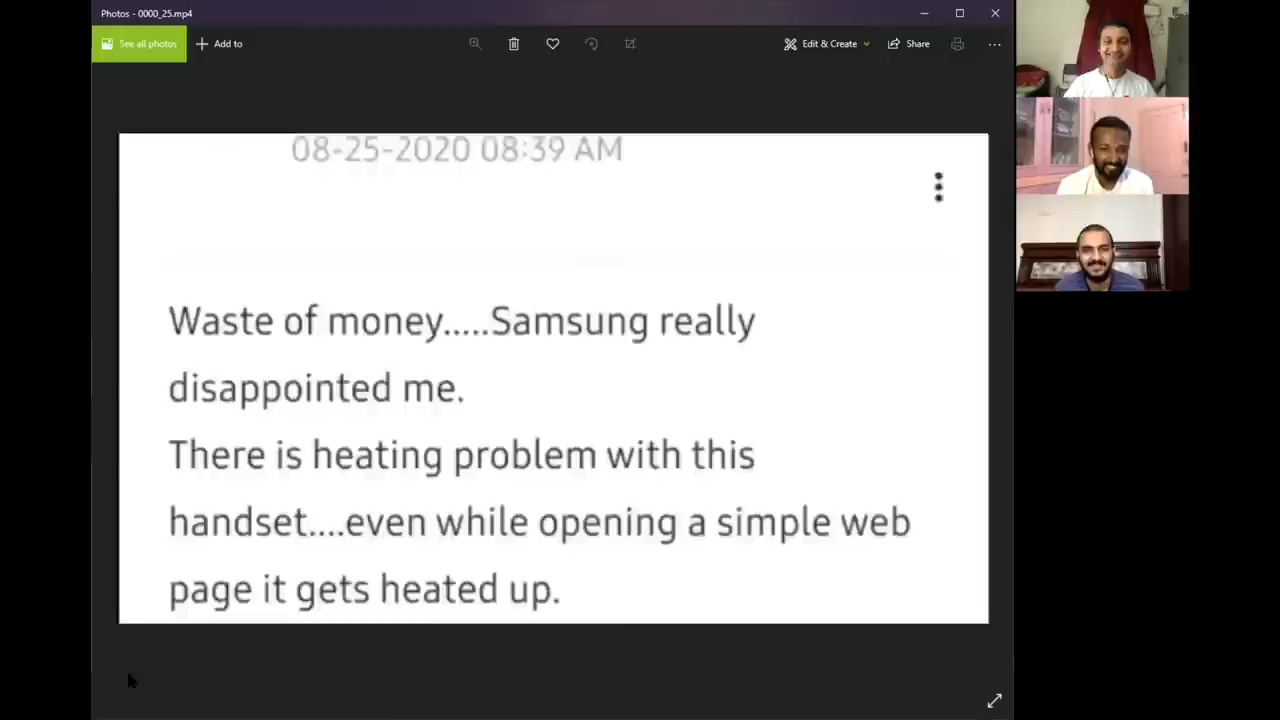 Photos - 0000_25.mp4
See all photos
Add to
Edit & Create
Share
08-25-2020 08:39 AM
Waste of money.....Samsung really
disappointed me.
There is heating problem with this
handset....even while opening a simple web
page it gets heated up.